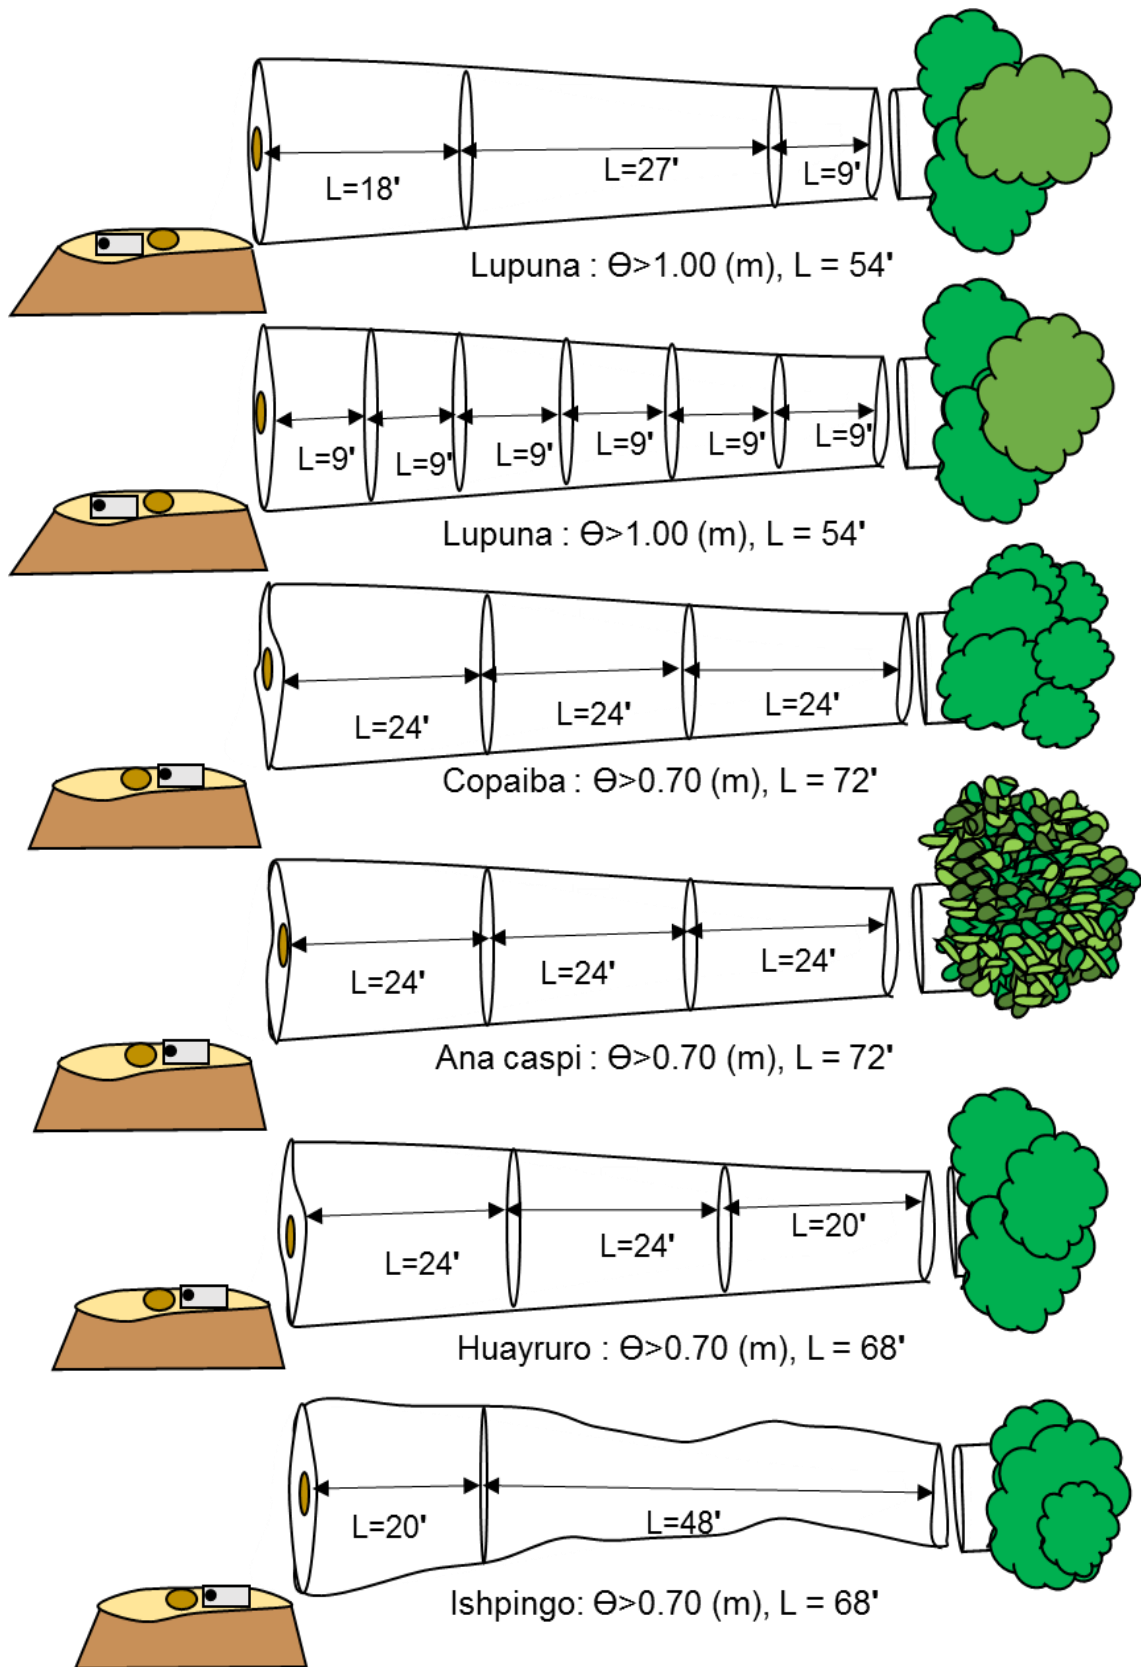 L=18' L=27' L=9'
Lupuna : Ɵ>1.00 (m), L = 54'
L=9' L=9' L=9' L=9' L=9' L=9'
Lupuna : Ɵ>1.00 (m), L = 54'
L=24' L=24' L=24'
Copaiba : Ɵ>0.70 (m), L = 72'
L=24' L=24' L=24'
Ana caspi : Ɵ>0.70 (m), L = 72'
L=24' L=24' L=20'
Huayruro : Ɵ>0.70 (m), L = 68'
L=20' L=48'
Ishpingo: Ɵ>0.70 (m), L = 68'